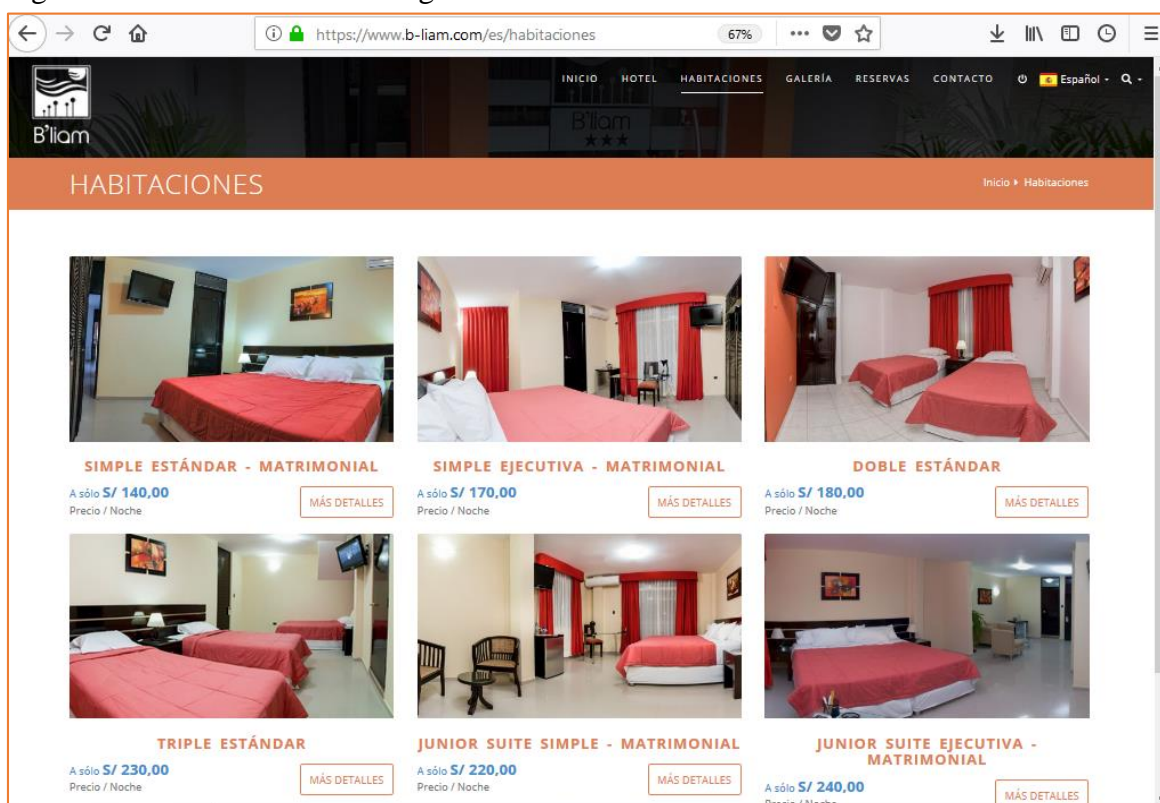 https://www.b-liam.com/es/habitaciones
67%
B'liam
INICIO HOTEL HABITACIONES GALERÍA RESERVAS CONTACTO Español
B'liam
HABITACIONES
Inicio Habitaciones
SIMPLE ESTÁNDAR - MATRIMONIAL
A sólo S/ 140,00
Precio / Noche
MÁS DETALLES
SIMPLE EJECUTIVA - MATRIMONIAL
A sólo S/ 170,00
Precio / Noche
MÁS DETALLES
DOBLE ESTÁNDAR
A sólo S/ 180,00
Precio / Noche
MÁS DETALLES
TRIPLE ESTÁNDAR
A sólo S/ 230,00
Precio / Noche
MÁS DETALLES
JUNIOR SUITE SIMPLE - MATRIMONIAL
A sólo S/ 220,00
Precio / Noche
MÁS DETALLES
JUNIOR SUITE EJECUTIVA -
MATRIMONIAL
A sólo S/ 240,00
Precio / Noche
MÁS DETALLES